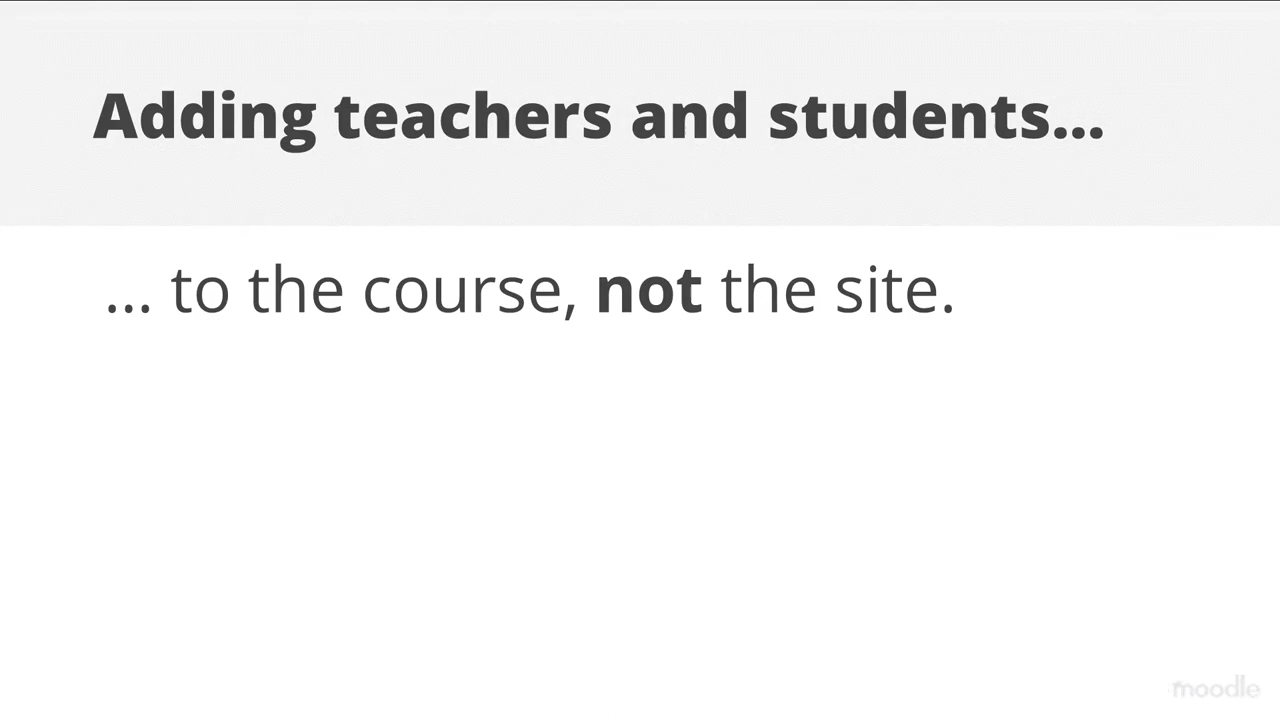 Adding teachers and students...
... to the course, not the site.
moodle